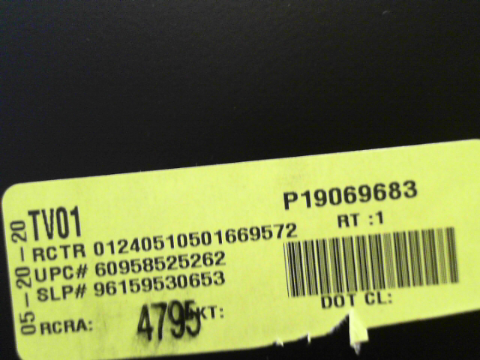 05-20-20
TV01
P19069683
RCTR 01240510501669572
RT :1
UPC# 60958525262
SLP# 96159530653
DOT CL:
RCRA:
4795
KT: